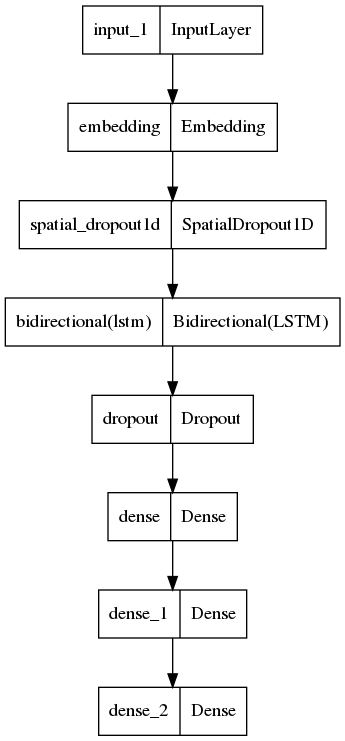 input_1 InputLayer
embedding Embedding
spatial_dropout1d SpatialDropout1D
bidirectional(lstm) Bidirectional(LSTM)
dropout Dropout
dense Dense
dense_1 Dense
dense_2 Dense